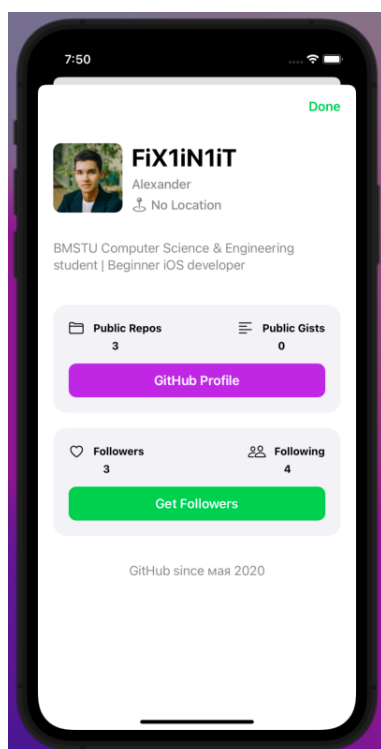 7:50
Done
FiX1iN1iT
Alexander
No Location
BMSTU Computer Science & Engineering
student | Beginner iOS developer
Public Repos
Public Gists
3
0
GitHub Profile
Followers
Following
3
4
Get Followers
GitHub since мая 2020